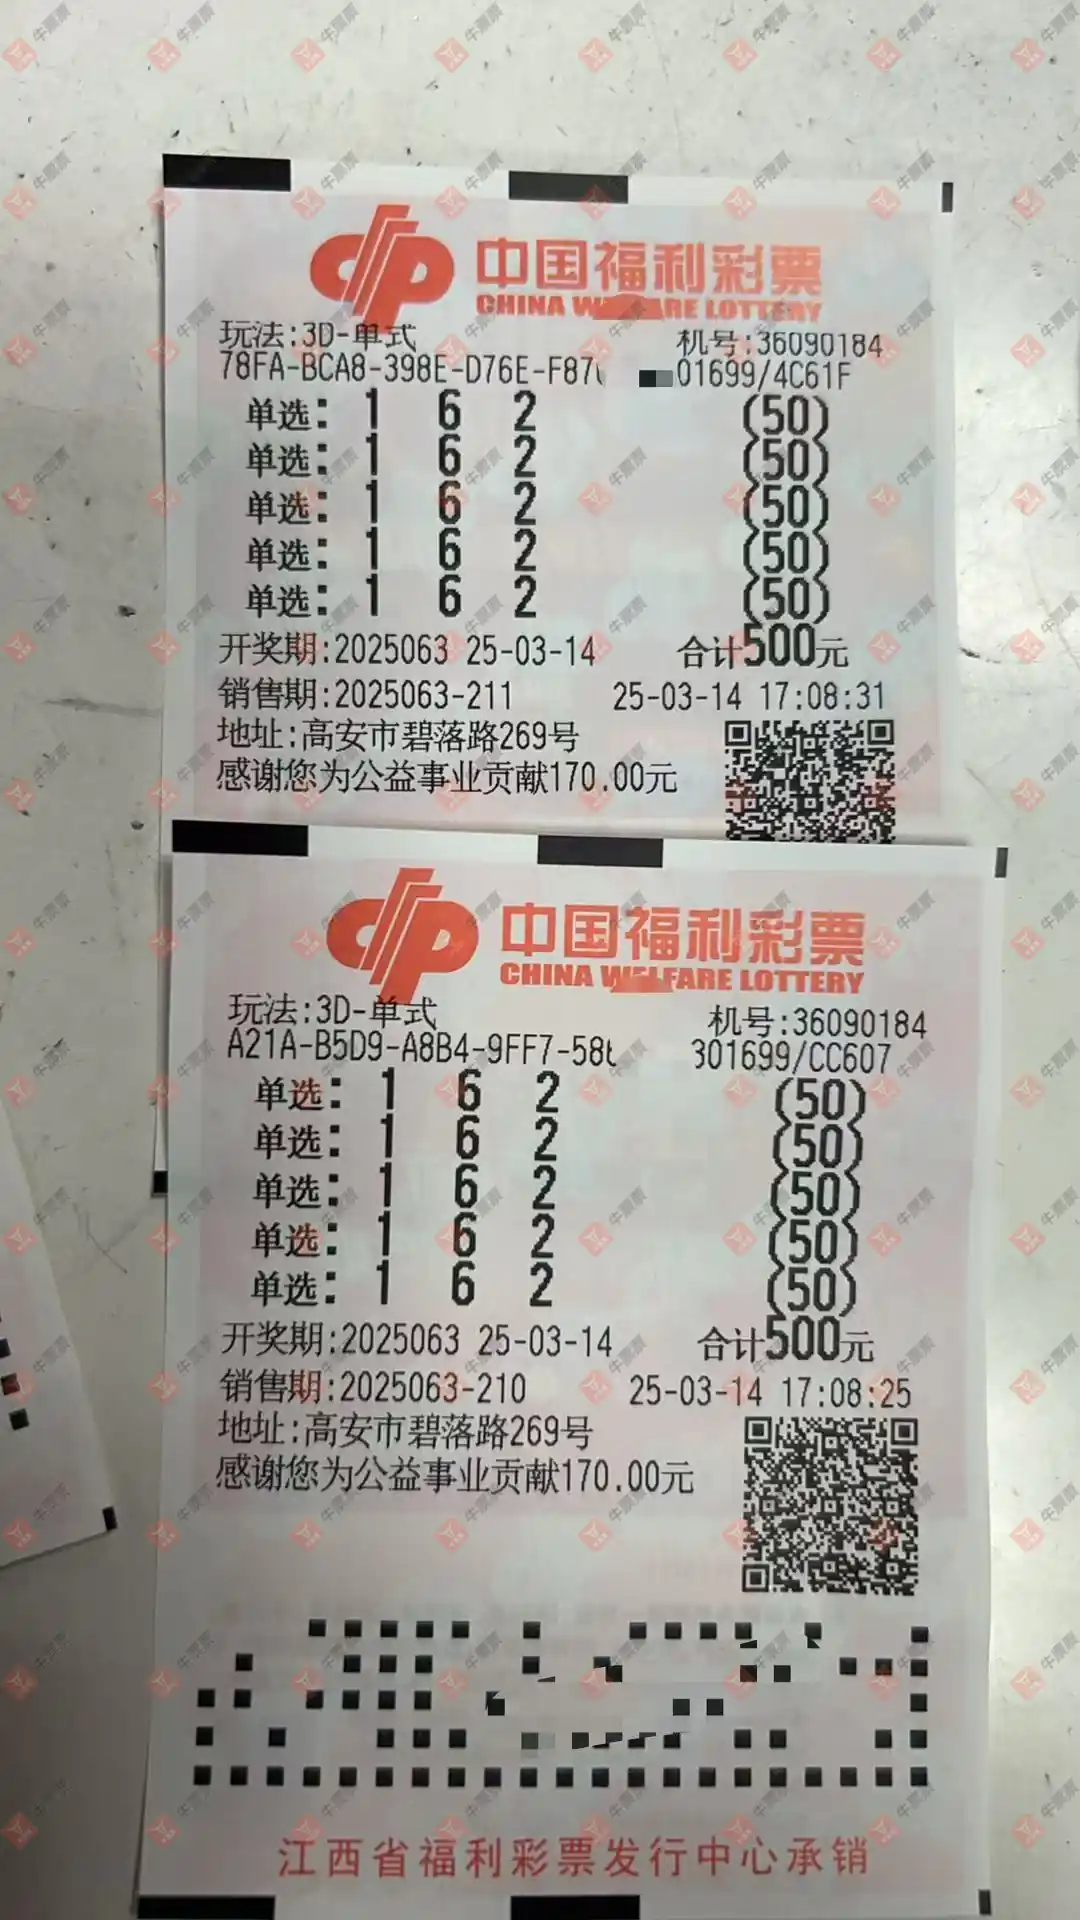 中国福利彩票
CHINA WELFARE LOTTERY
玩法:3D-单式 机号:36090184
78FA-BCA8-398E-D76E-F87 01699/4C61F
单选: 1 6 2 (50)
单选: 1 6 2 (50)
单选: 1 6 2 (50)
单选: 1 6 2 (50)
单选: 1 6 2 (50)
开奖期:2025063 25-03-14 合计500元
销售期:2025063-211 25-03-14 17:08:31
地址:高安市碧落路269号
感谢您为公益事业贡献170.00元
中国福利彩票
CHINA WELFARE LOTTERY
玩法:3D-单式 机号:36090184
A21A-B5D9-A8B4-9FF7-58 301699/CC607
单选: 1 6 2 (50)
单选: 1 6 2 (50)
单选: 1 6 2 (50)
单选: 1 6 2 (50)
单选: 1 6 2 (50)
开奖期:2025063 25-03-14 合计500元
销售期:2025063-210 25-03-14 17:08:25
地址:高安市碧落路269号
感谢您为公益事业贡献170.00元
江西省福利彩票发行中心承销
牛票票